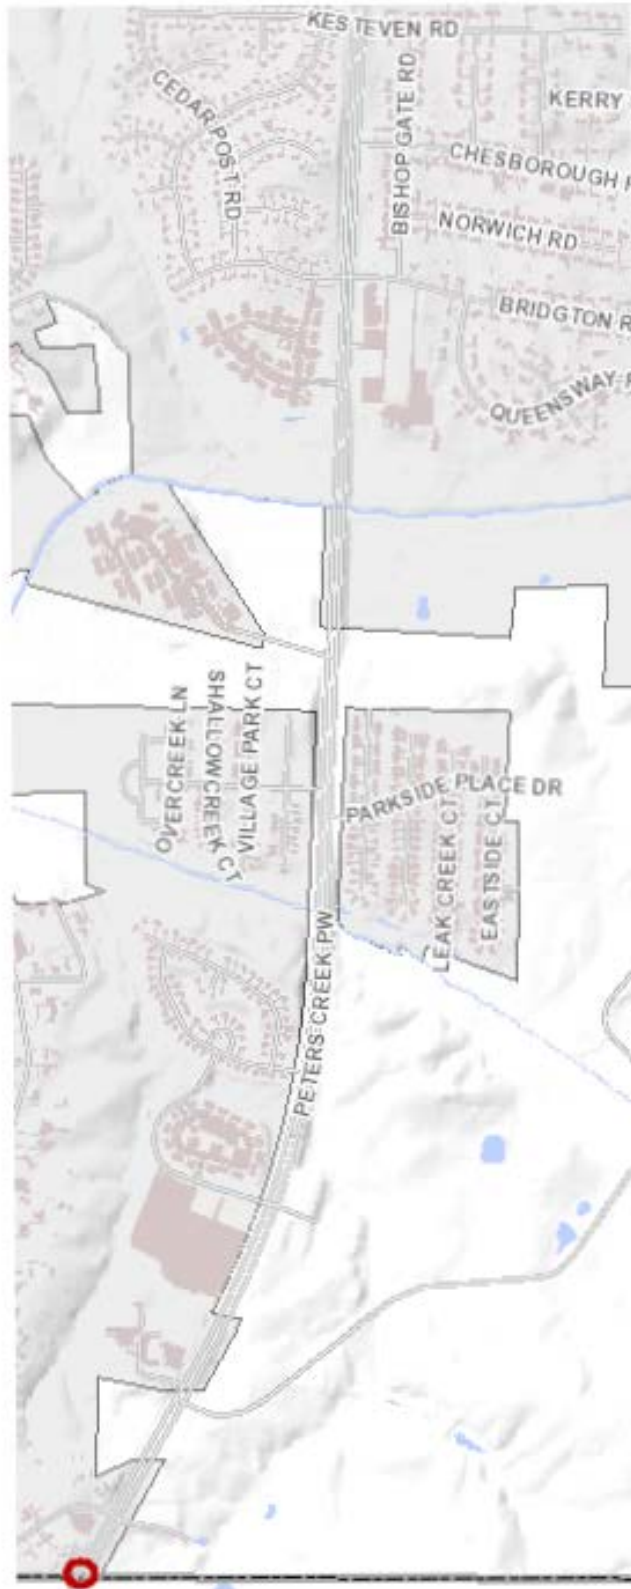 KESTEVEN RD
CEDAR POST RD
BISHOP GATE RD
KERRY
CHESBOROUGH R
NORWICH RD
BRIDGTON R
QUEENSWAY R
OVERCREEK LN
SHALLOWCREEK CT
VILLAGE PARK CT
PARKSIDE PLACE DR
LEAK CREEK CT
EASTSIDE CT
PETERS CREEK PW